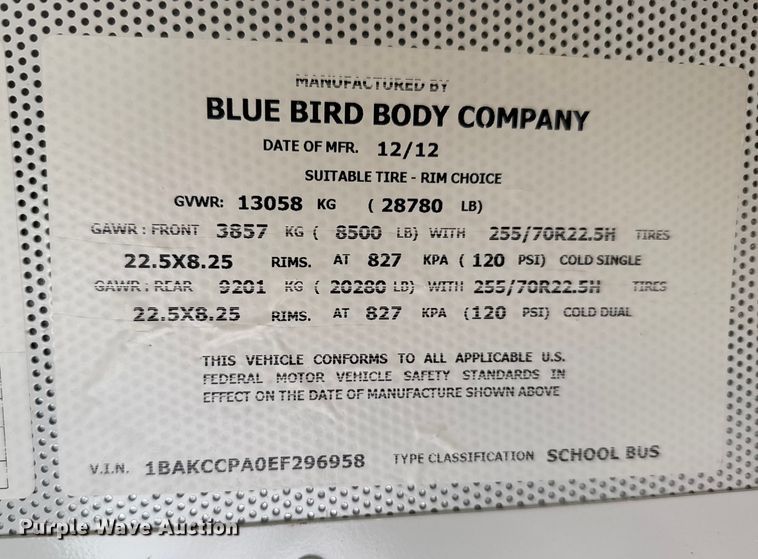 MANUFACTURED BY
BLUE BIRD BODY COMPANY
DATE OF MFR. 12/12
SUITABLE TIRE - RIM CHOICE
GVWR: 13058 KG ( 28780 LB)
GAWR : FRONT 3857 KG ( 8500 LB) WITH 255/70R22.5H TIRES
22.5X8.25 RIMS. AT 827 KPA ( 120 PSI) COLD SINGLE
GAWR : REAR 9201 KG ( 20280 LB) WITH 255/70R22.5H TIRES
22.5X8.25 RIMS. AT 827 KPA (120 PSI) COLD DUAL
THIS VEHICLE CONFORMS TO ALL APPLICABLE U.S.
FEDERAL MOTOR VEHICLE SAFETY STANDARDS IN
EFFECT ON THE DATE OF MANUFACTURE SHOWN ABOVE
V.I.N. 1BAKCCPA0EF296958 TYPE CLASSIFICATION SCHOOL BUS
Purple Wave Auction